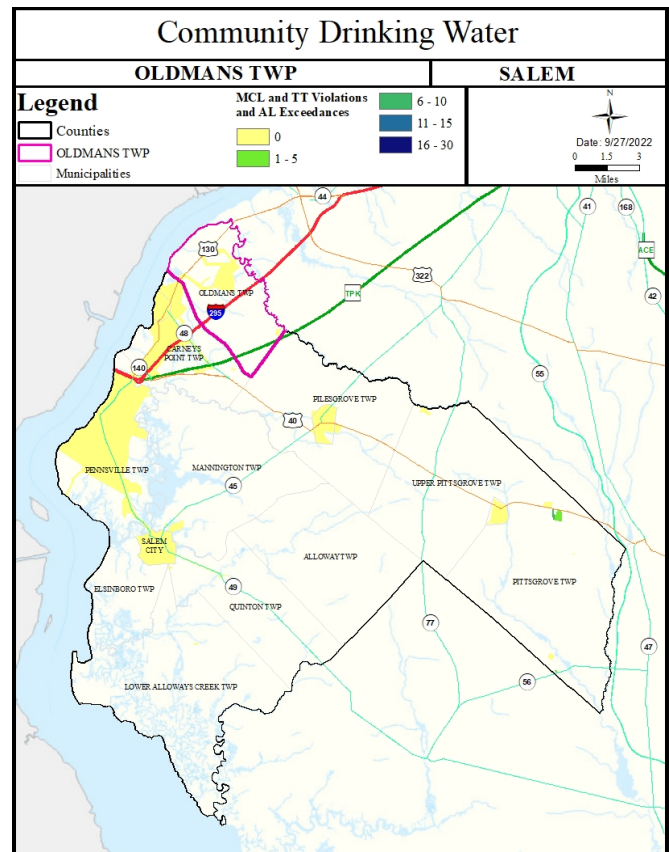 Community Drinking Water
OLDMANS TWP
SALEM
Legend
Counties
OLDMANS TWP
Municipalities
MCL and TT Violations
and AL Exceedances
0
1 - 5
6 - 10
11 - 15
16 - 30
N
Date: 9/27/2022
0 1.5 3
Miles
44
41
168
130
ACE
322
OLDMANS TWP
TPK
42
295
48
CARNEYS
POINT TWP
140
55
PILESGROVE TWP
40
PENNSVILLE TWP
MANNINGTON TWP
45
UPPER PITTSGROVE TWP
SALEM
CITY
ALLOWAY TWP
ELSINBORO TWP
49
PITTSGROVE TWP
QUINTON TWP
77
47
56
LOWER ALLOWAYS CREEK TWP